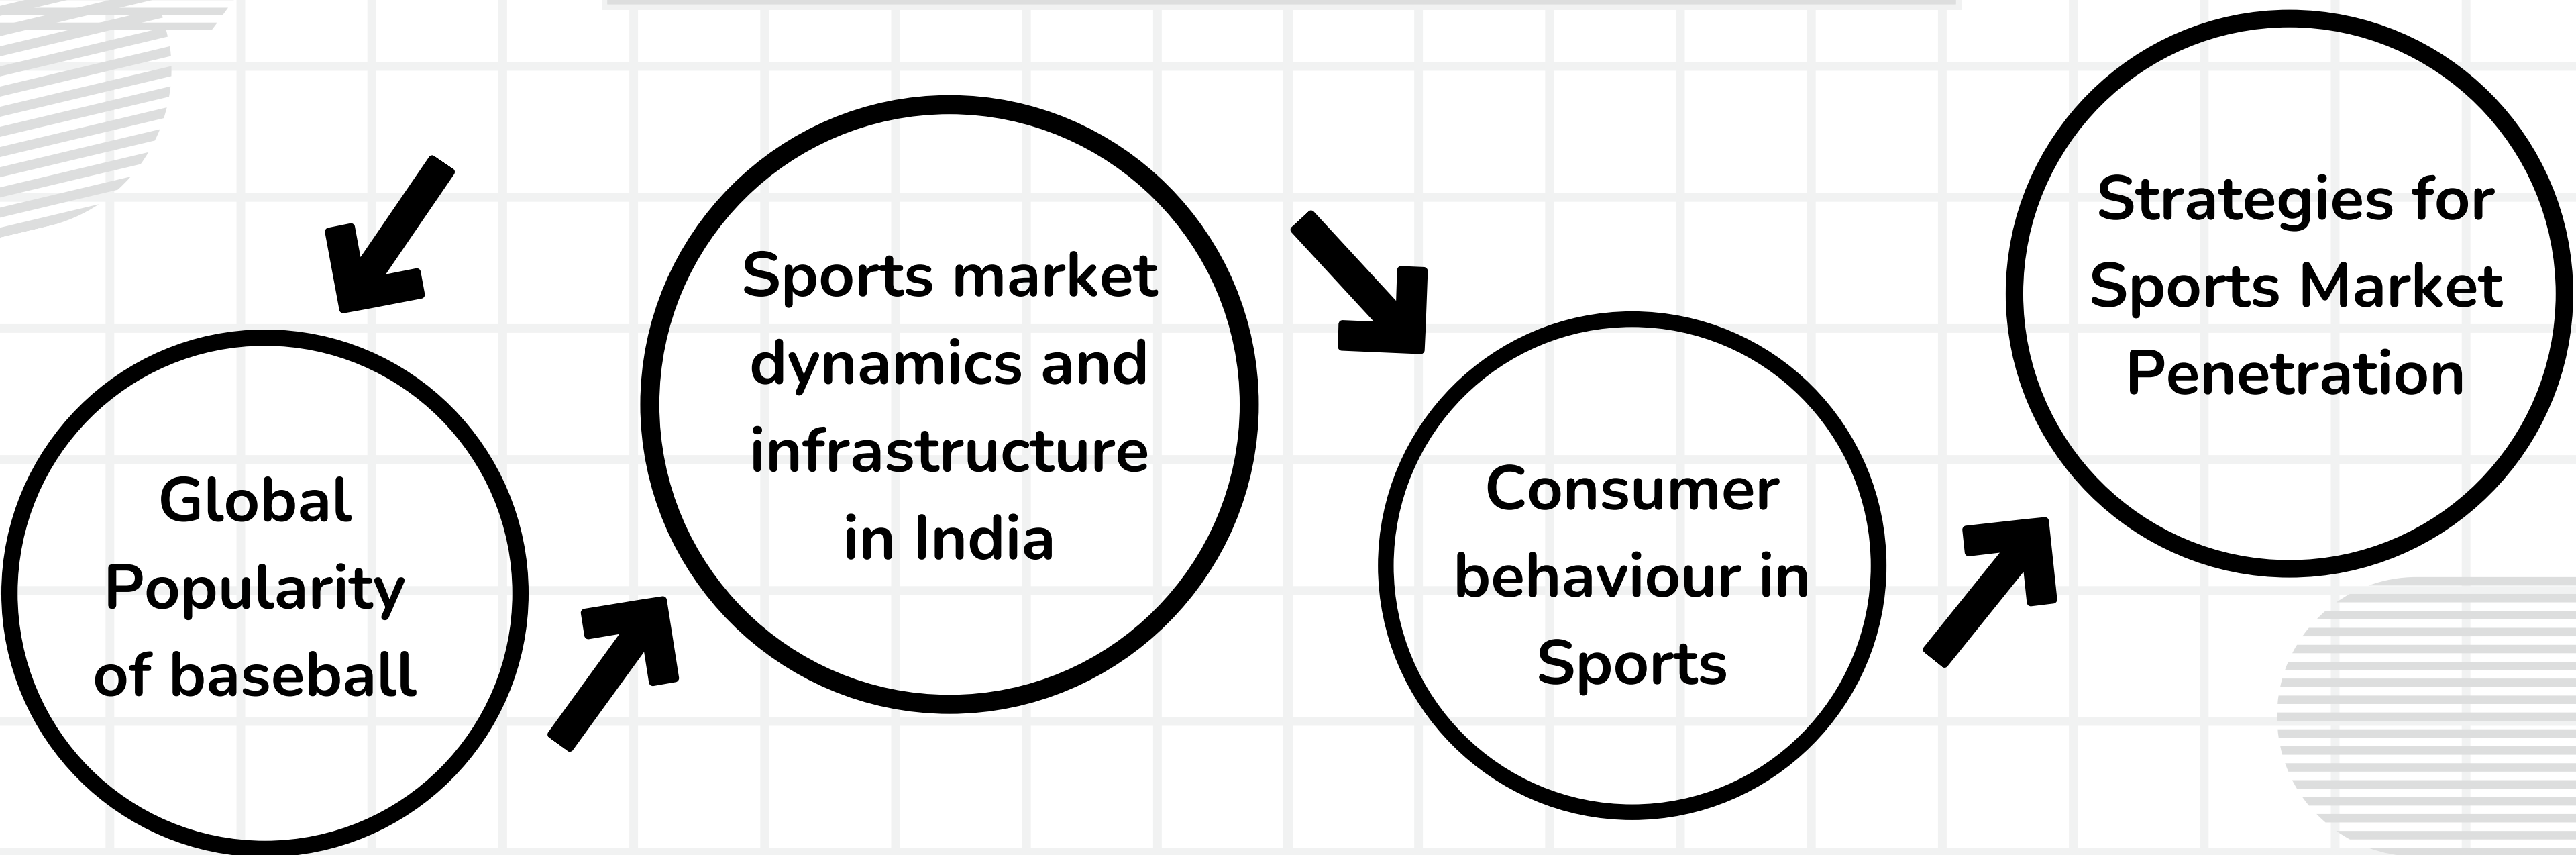 Global
Popularity
of baseball
Sports market
dynamics and
infrastructure
in India
Consumer
behaviour in
Sports
Strategies for
Sports Market
Penetration